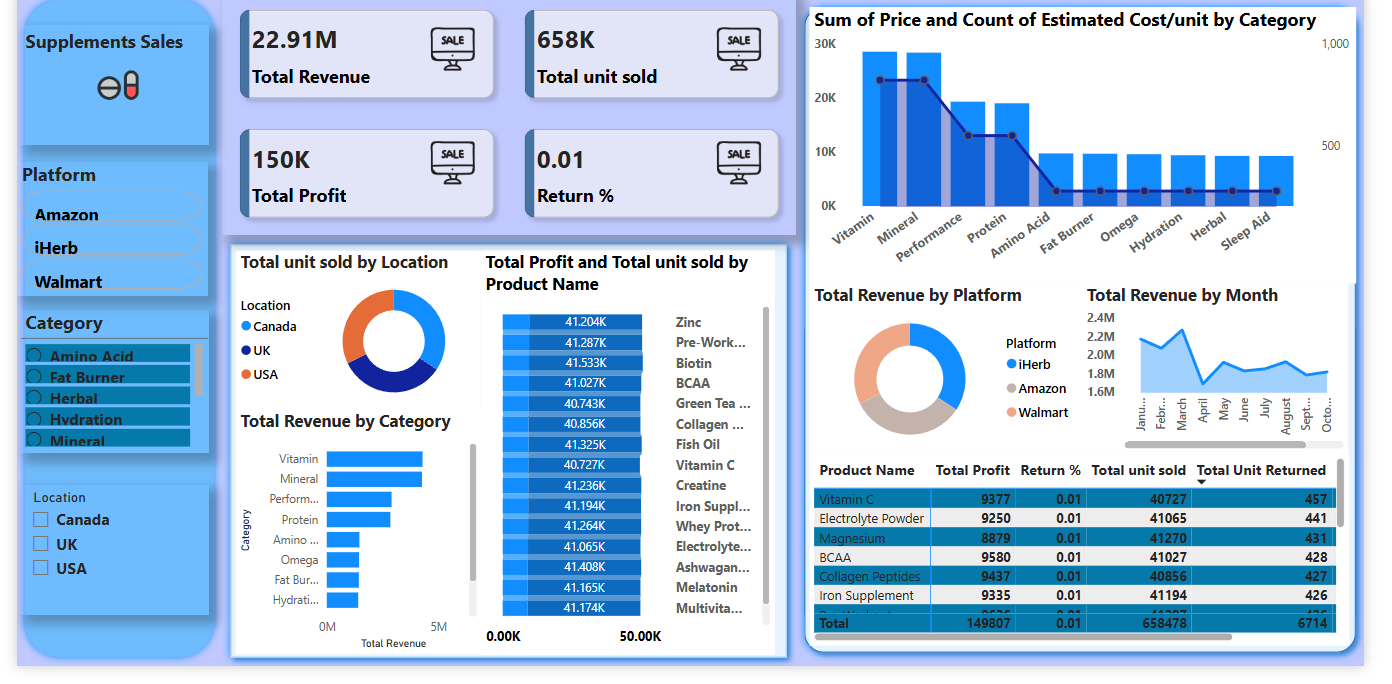 Supplements Sales
Platform
Amazon
iHerb
Walmart
Category
Amino Acid
Fat Burner
Herbal
Hydration
Mineral
Location
Canada
UK
USA
22.91M
Total Revenue
SALE
658K
Total unit sold
SALE
150K
Total Profit
SALE
0.01
Return %
SALE
Total unit sold by Location
Location
Canada
UK
USA
Total Revenue by Category
Category
Vitamin
Mineral
Perform...
Protein
Amino ...
Omega
Fat Bur...
Hydrati...
0M 5M
Total Revenue
Total Profit and Total unit sold by
Product Name
41.204K Zinc
41.287K Pre-Work...
41.533K Biotin
41.027K BCAA
40.743K Green Tea ...
40.856K Collagen ...
41.325K Fish Oil
40.727K Vitamin C
41.236K Creatine
41.194K Iron Suppl...
41.264K Whey Prot...
41.065K Electrolyte...
41.408K Ashwagan...
41.165K Melatonin
41.174K Multivita...
0.00K 50.00K
Sum of Price and Count of Estimated Cost/unit by Category
30K 1,000
20K
10K 500
0K
Vitamin
Mineral
Performance
Protein
Amino Acid
Fat Burner
Omega
Hydration
Herbal
Sleep Aid
Total Revenue by Platform
Platform
iHerb
Amazon
Walmart
Total Revenue by Month
2.4M
2.2M
2.0M
1.8M
1.6M
Janu...
Febr...
March
April
May
June
July
August
Sept...
Octo...
Product Name Total Profit Return % Total unit sold Total Unit Returned
Vitamin C 9377 0.01 40727 457
Electrolyte Powder 9250 0.01 41065 441
Magnesium 8879 0.01 41270 431
BCAA 9580 0.01 41027 428
Collagen Peptides 9437 0.01 40856 427
Iron Supplement 9335 0.01 41194 426
Total 149807 0.01 658478 6714